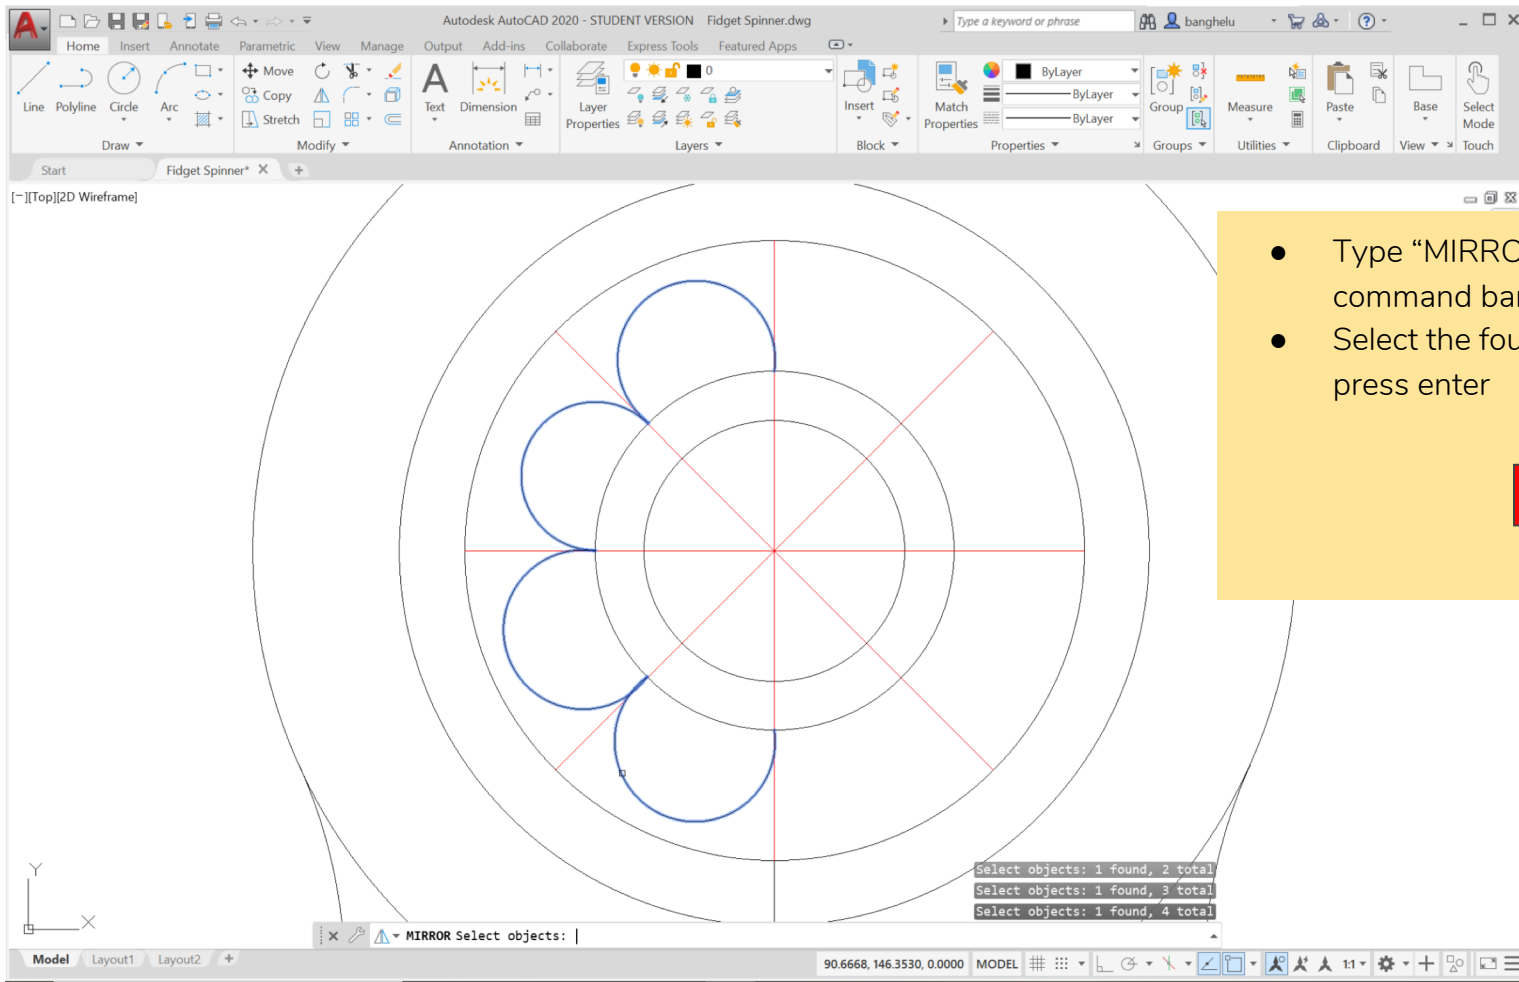 Autodesk AutoCAD 2020 - STUDENT VERSION Fidget Spinner.dwg
Type a keyword or phrase
banghelu
Home Insert Annotate Parametric View Manage Output Add-ins Collaborate Express Tools Featured Apps
Line Polyline Circle Arc
Move
Copy
Stretch
Text Dimension
Layer
Properties
0
Insert
Match
Properties
ByLayer
ByLayer
ByLayer
Group
Measure
Paste
Base
Select
Mode
Draw Modify Annotation Layers Block Properties Groups Utilities Clipboard View Touch
Start Fidget Spinner* +
[−][Top][2D Wireframe]
● Type “MIRRO
command bar
● Select the fou
press enter
Y
X
Select objects: 1 found, 2 total
Select objects: 1 found, 3 total
Select objects: 1 found, 4 total
MIRROR Select objects:
Model Layout1 Layout2 +
90.6668, 146.3530, 0.0000 MODEL 1:1